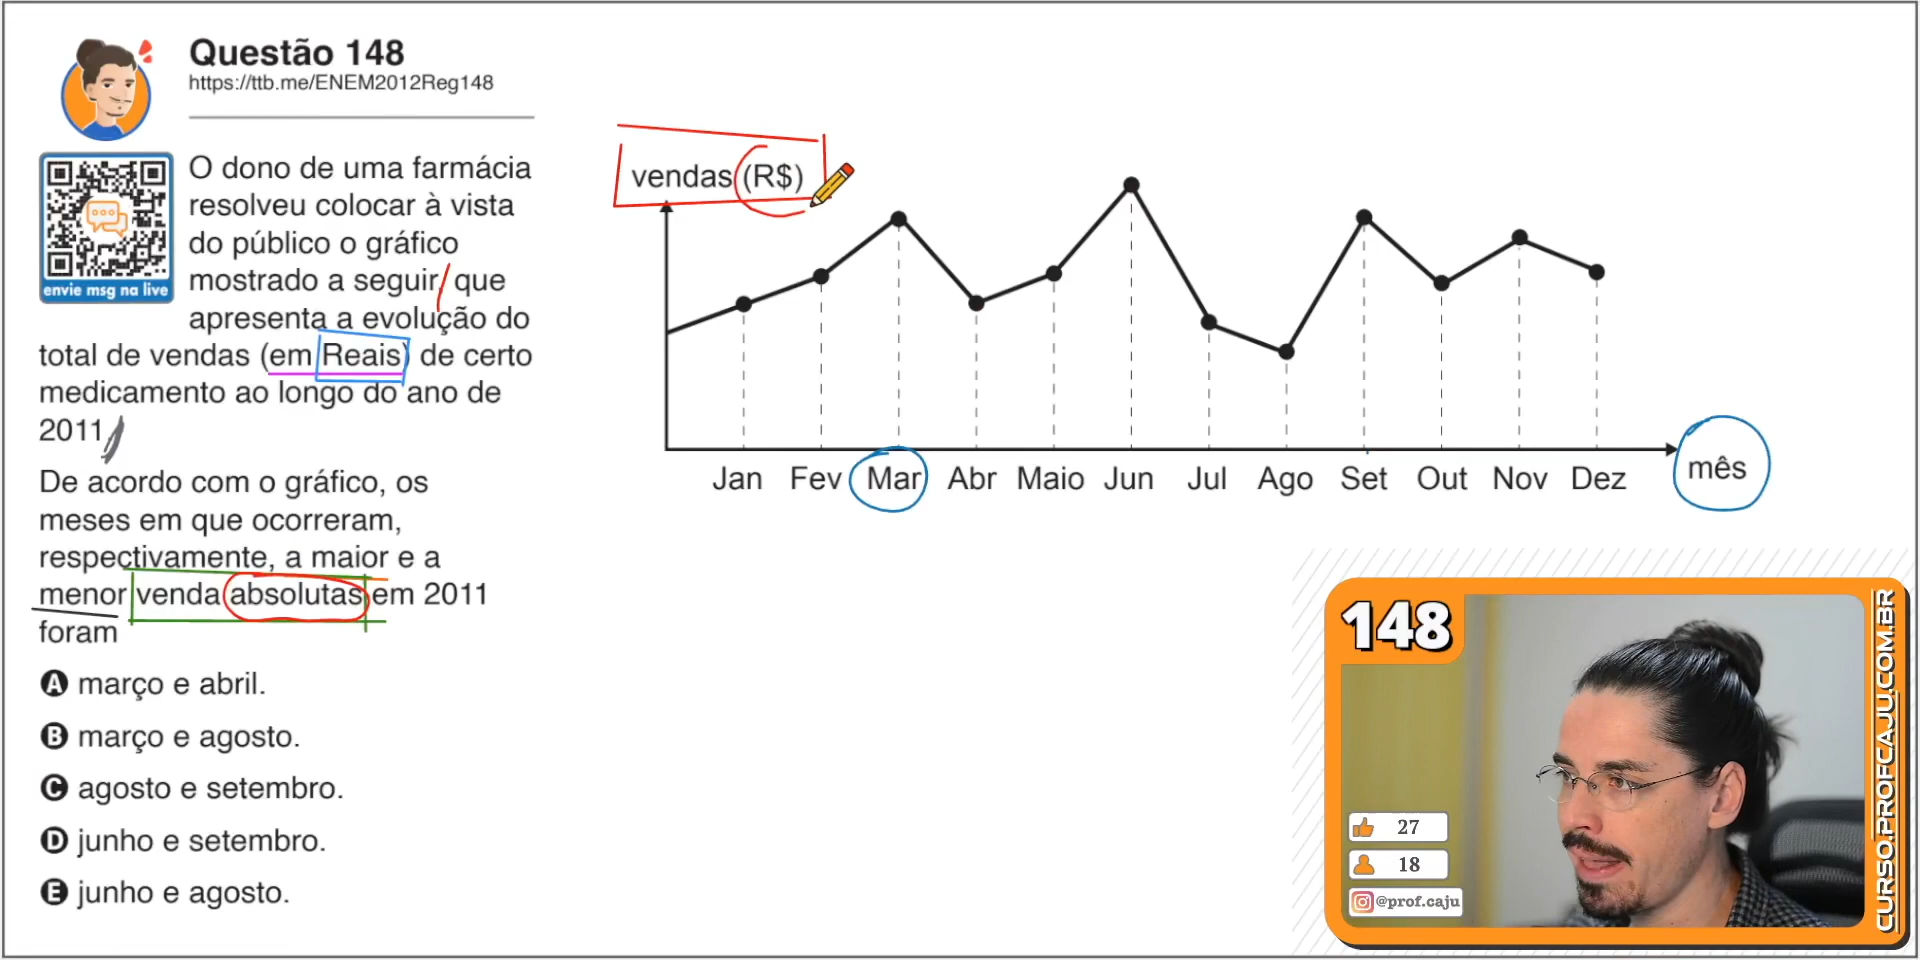 Questão 148
https://ttb.me/ENEM2012Reg148
envie msg na live
O dono de uma farmácia
resolveu colocar à vista
do público o gráfico
mostrado a seguir, que
apresenta a evolução do
total de vendas (em Reais) de certo
medicamento ao longo do ano de
2011.
De acordo com o gráfico, os
meses em que ocorreram,
respectivamente, a maior e a
menor venda absolutas em 2011
foram
A março e abril.
B março e agosto.
C agosto e setembro.
D junho e setembro.
E junho e agosto.
vendas (R$)
Jan Fev Mar Abr Maio Jun Jul Ago Set Out Nov Dez
mês
148
27
18
@prof.caju
CURSO.PROFCAJU.COM.BR